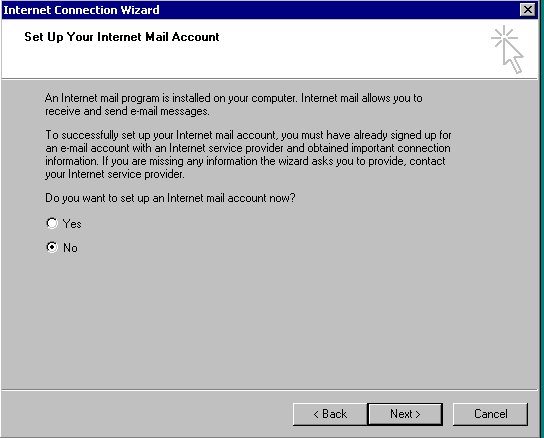 Internet Connection Wizard
Set Up Your Internet Mail Account
An Internet mail program is installed on your computer. Internet mail allows you to
receive and send e-mail messages.
To successfully set up your Internet mail account, you must have already signed up for
an e-mail account with an Internet service provider and obtained important connection
information. If you are missing any information the wizard asks you to provide, contact
your Internet service provider.
Do you want to set up an Internet mail account now?
Yes
No
< Back
Next >
Cancel